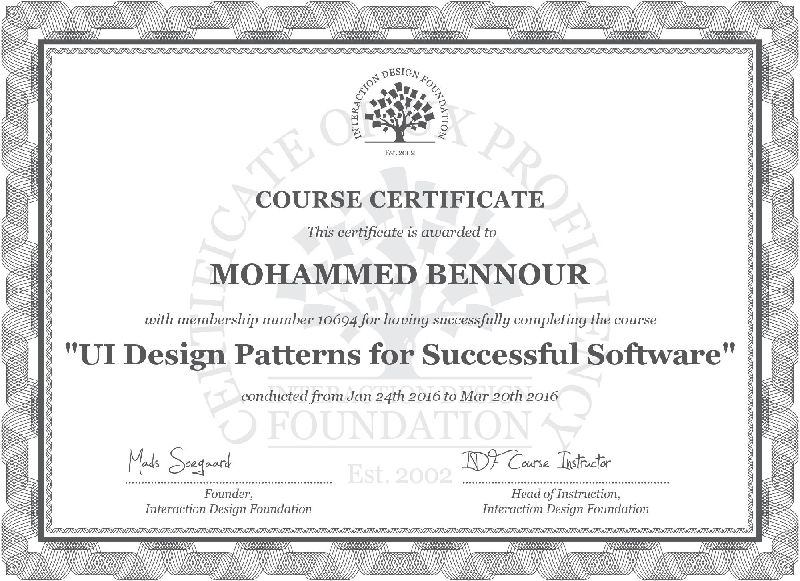 INTERACTION DESIGN FOUNDATION
Est. 2002
CERTIFICATE OF UX PROFICIENCY
COURSE CERTIFICATE
This certificate is awarded to
MOHAMMED BENNOUR
with membership number 10694 for having successfully completing the course
"UI Design Patterns for Successful Software"
conducted from Jan 24th 2016 to Mar 20th 2016
INTERACTION DESIGN
FOUNDATION
Est. 2002
Mads Soegaard
IDF Course Instructor
Founder,
Interaction Design Foundation
Head of Instruction,
Interaction Design Foundation